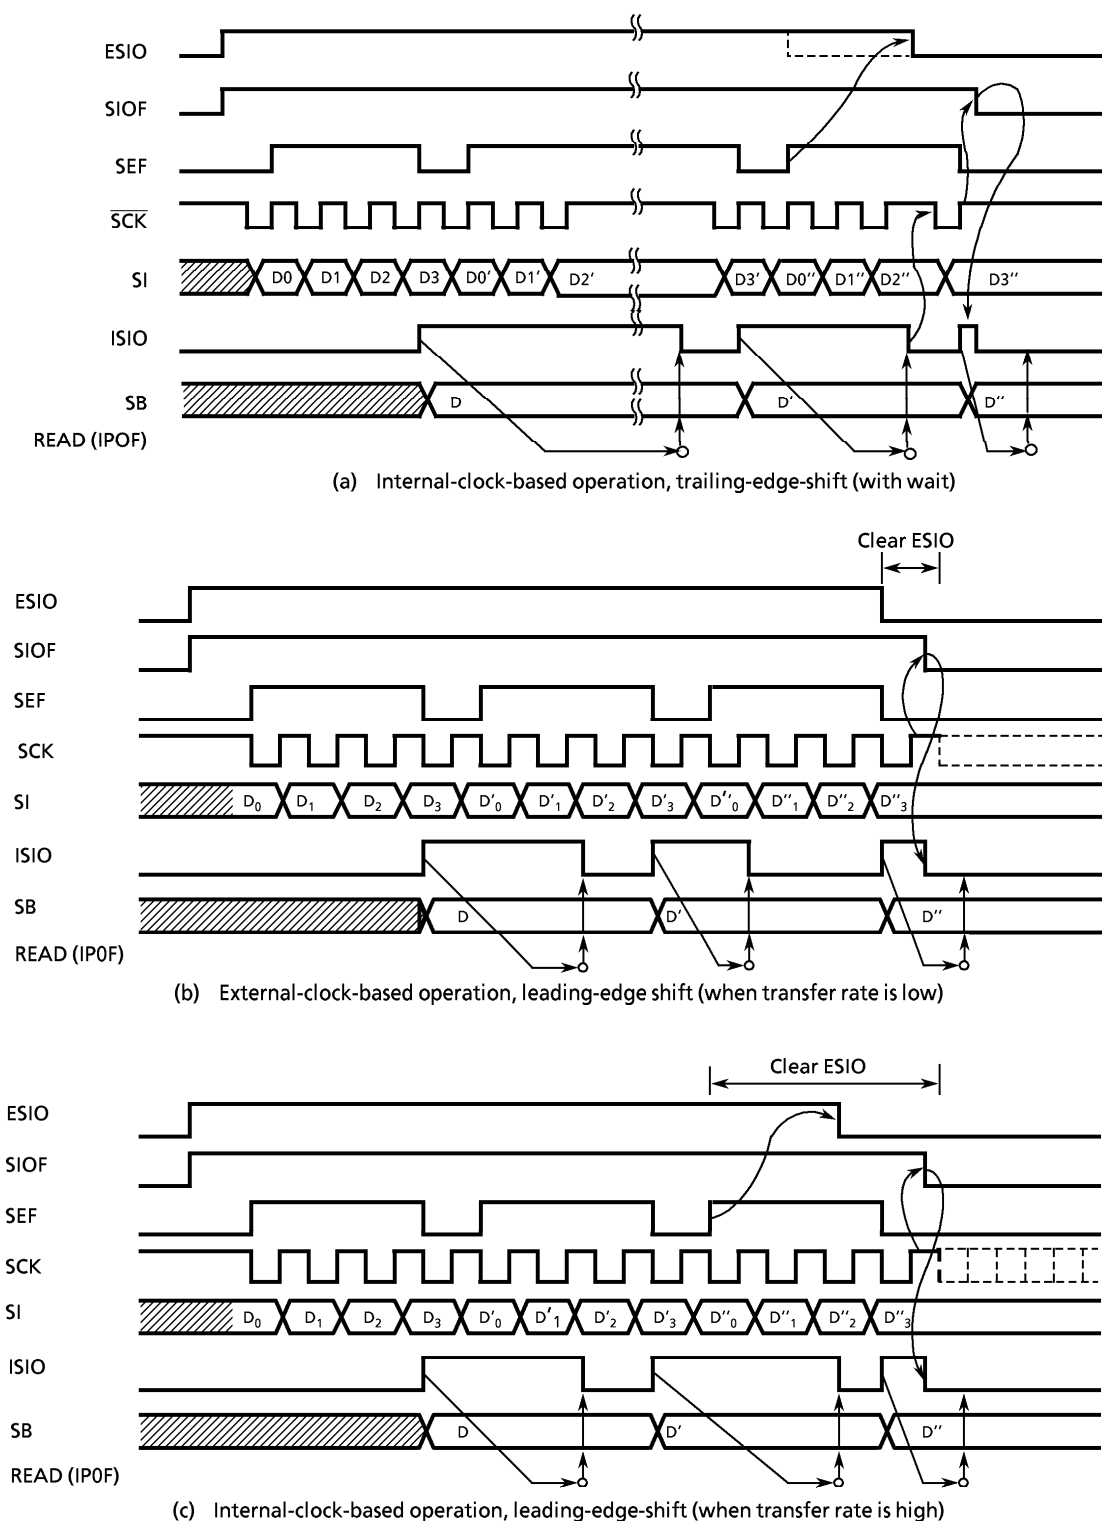 ESIO
SIOF
SEF
SCK
SI D0 D1 D2 D3 D0′ D1′ D2′ D3′ D0′′ D1′′ D2′′ D3′′
ISIO
SB D D′ D′′
READ (IPOF)
(a) Internal-clock-based operation, trailing-edge-shift (with wait)
Clear ESIO
ESIO
SIOF
SEF
SCK
SI D0 D1 D2 D3 D′0 D′1 D′2 D′3 D′′0 D′′1 D′′2 D′′3
ISIO
SB D D′ D′′
READ (IP0F)
(b) External-clock-based operation, leading-edge shift (when transfer rate is low)
Clear ESIO
ESIO
SIOF
SEF
SCK
SI D0 D1 D2 D3 D′0 D′1 D′2 D′3 D′′0 D′′1 D′′2 D′′3
ISIO
SB D D′ D′′
READ (IP0F)
(c) Internal-clock-based operation, leading-edge-shift (when transfer rate is high)